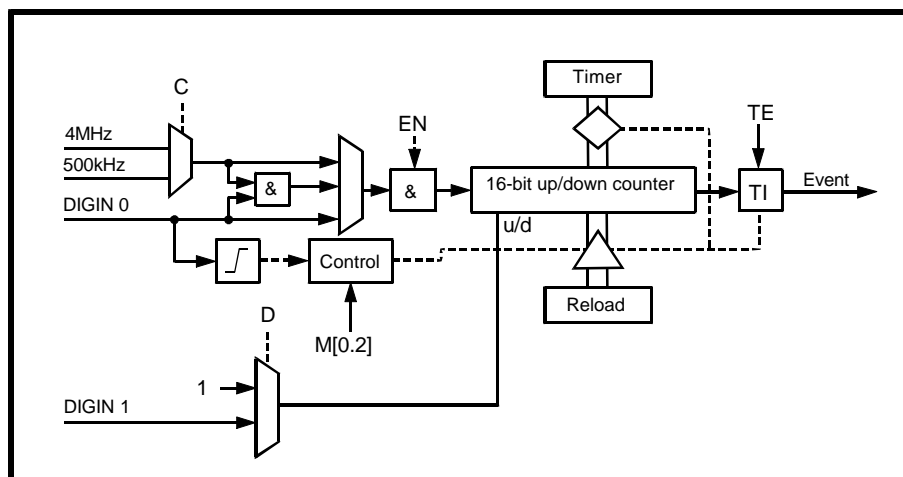 Timer
C
TE
EN
4MHz
500kHz
&
&
16-bit up/down counter
TI
Event
DIGIN 0
u/d
Control
Reload
D
M[0.2]
1
DIGIN 1